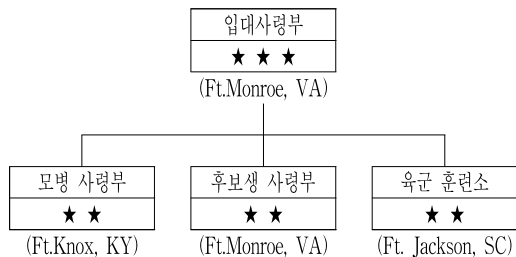 입대사령부
★ ★ ★
(Ft.Monroe, VA)
모병 사령부 후보생 사령부 육군 훈련소
★ ★ ★ ★ ★ ★
(Ft.Knox, KY) (Ft.Monroe, VA) (Ft. Jackson, SC)